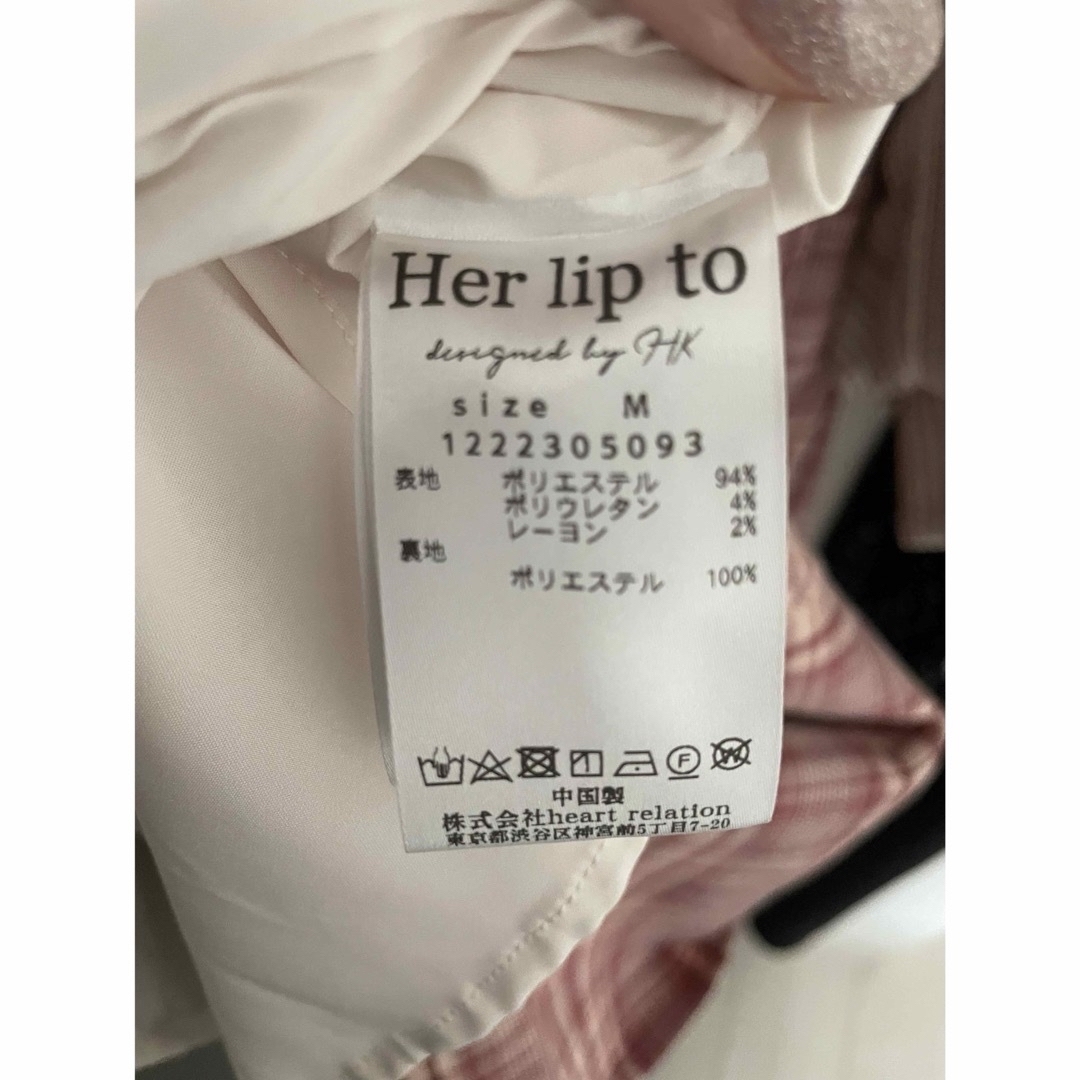 Her lip to
designed by HK
size M
1222305093
表地 ポリエステル 94%
ポリウレタン 4%
レーヨン 2%
裏地
ポリエステル 100%
F W
中国製
株式会社heart relation
東京都渋谷区神宮前5丁目7-20